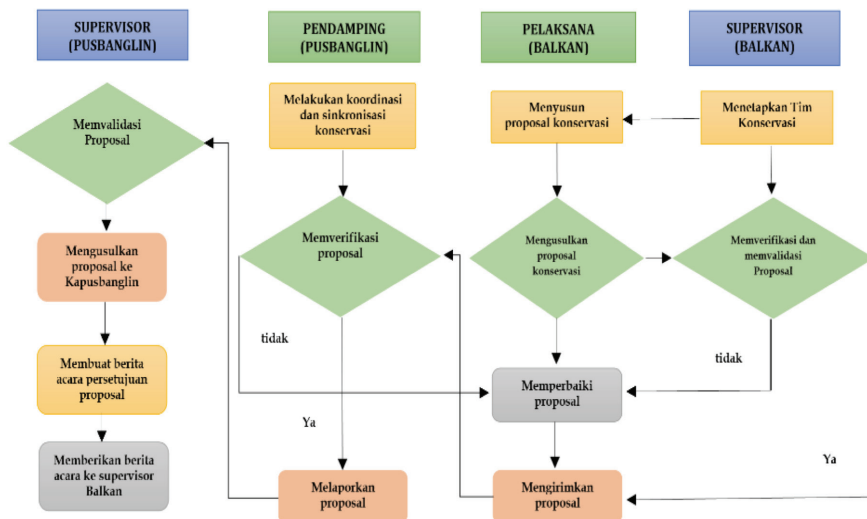 SUPERVISOR
(PUSBANGLIN)
PENDAMPING
(PUSBANGLIN)
PELAKSANA
(BALKAN)
SUPERVISOR
(BALKAN)
Memvalidasi
Proposal
Melakukan koordinasi
dan sinkronisasi
konservasi
Menyusun
proposal konservasi
Menetapkan Tim
Konservasi
Mengusulkan
proposal ke
Kapusbanglin
Memverifikasi
proposal
Mengusulkan
proposal
konservasi
Memverifikasi dan
memvalidasi
Proposal
tidak
tidak
Membuat berita
acara persetujuan
proposal
Memperbaiki
proposal
Ya
Ya
Memberikan berita
acara ke supervisor
Balkan
Melaporkan
proposal
Mengirimkan
proposal